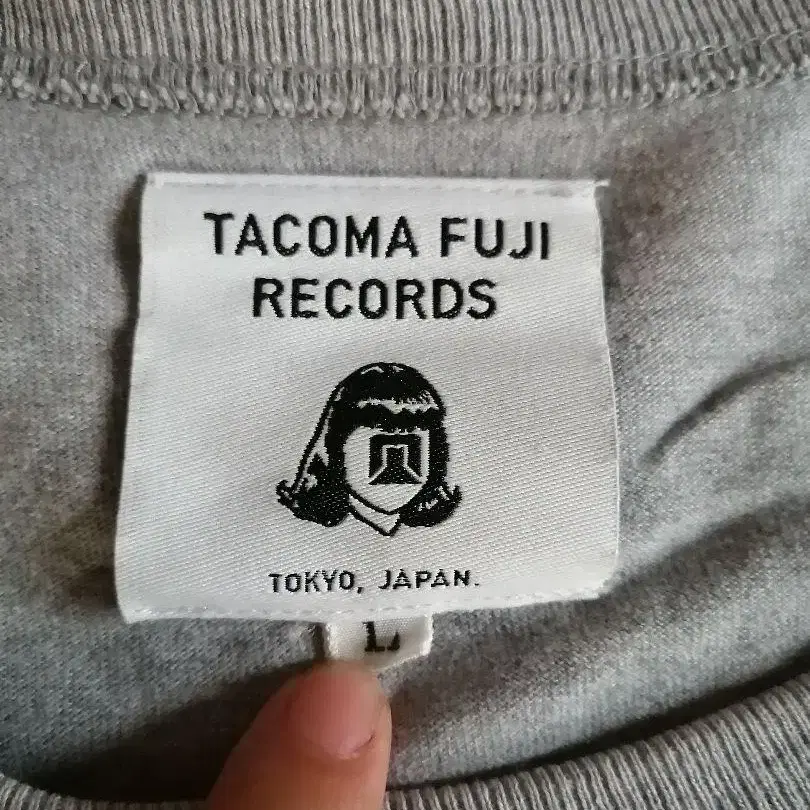 TACOMA FUJI
RECORDS
TOKYO, JAPAN.
L